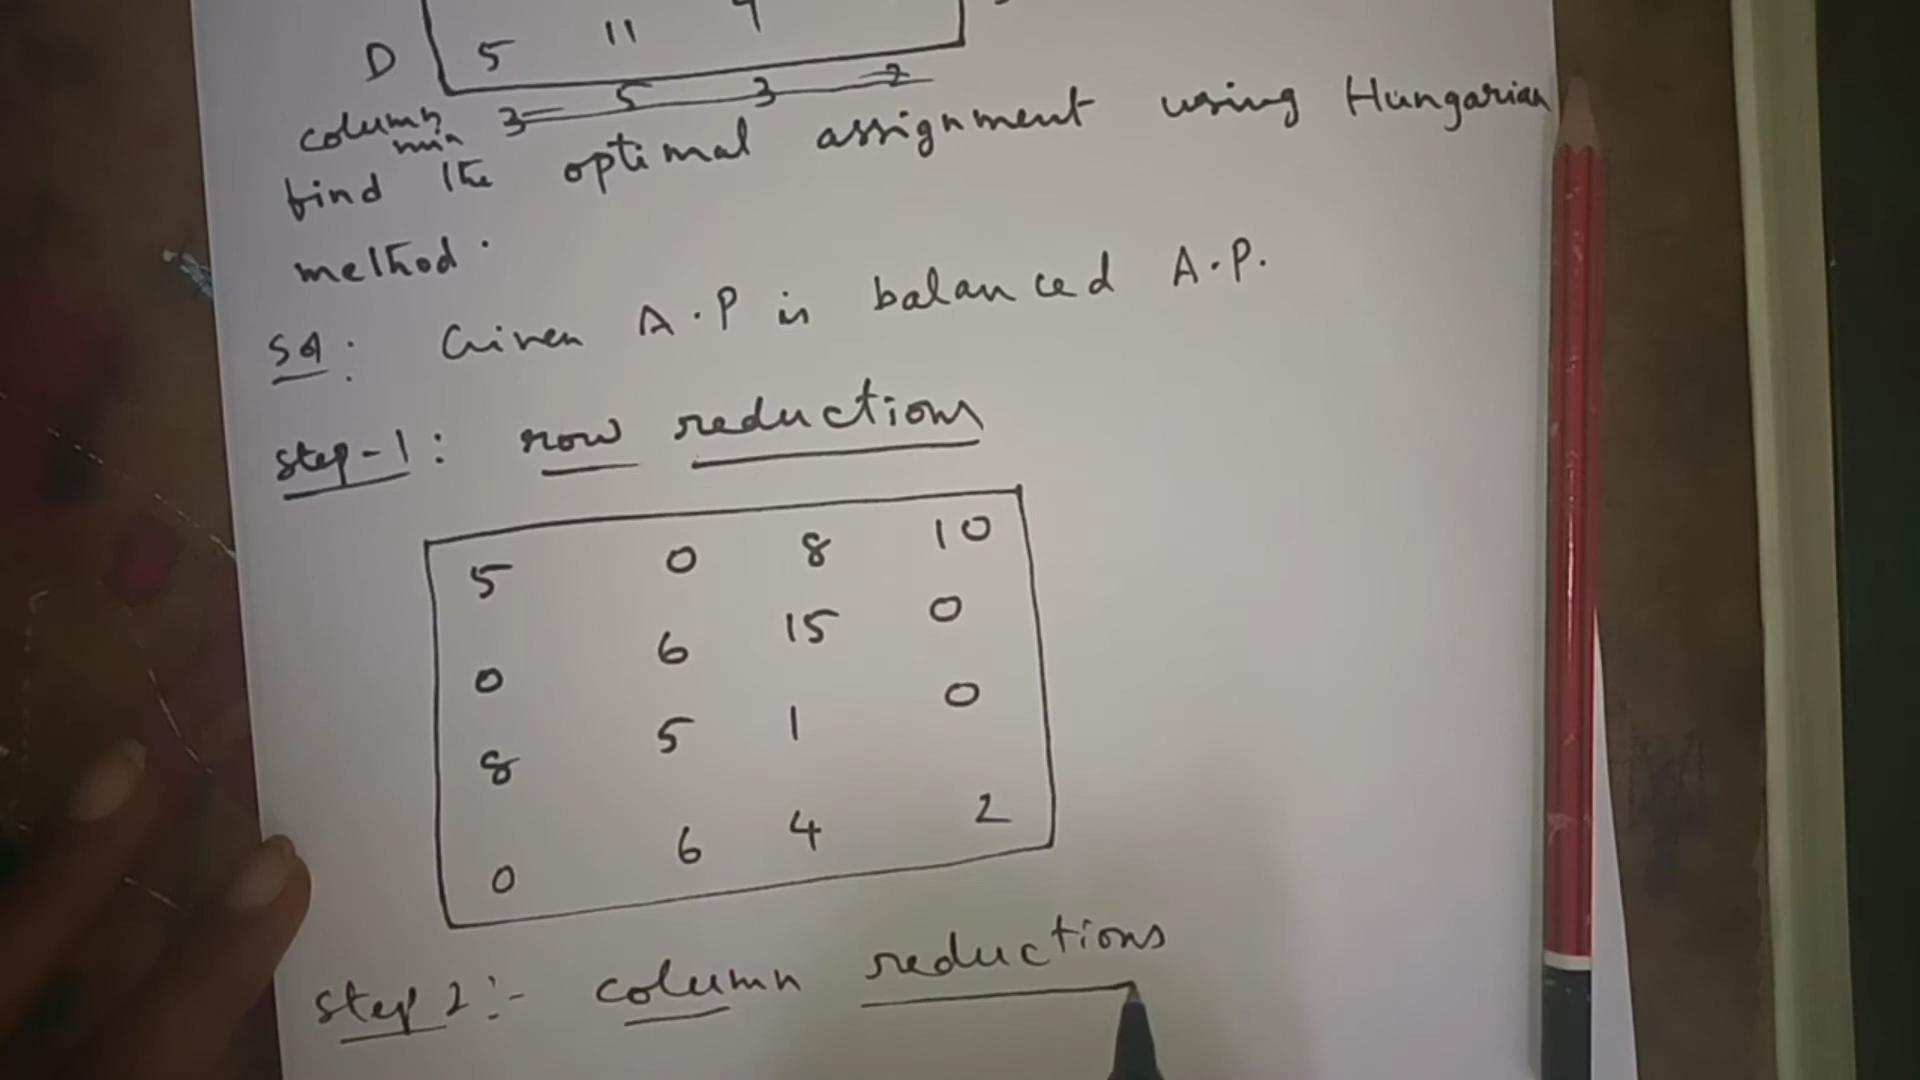 D 5 11
column min 3 5 3 2
find the optimal assignment using Hungarian
method.
Sol: Given A.P is balanced A.P.
step-1: row reductions
5 0 8 10
0 6 15 0
8 5 1 0
0 6 4 2
step 2:- column reductions